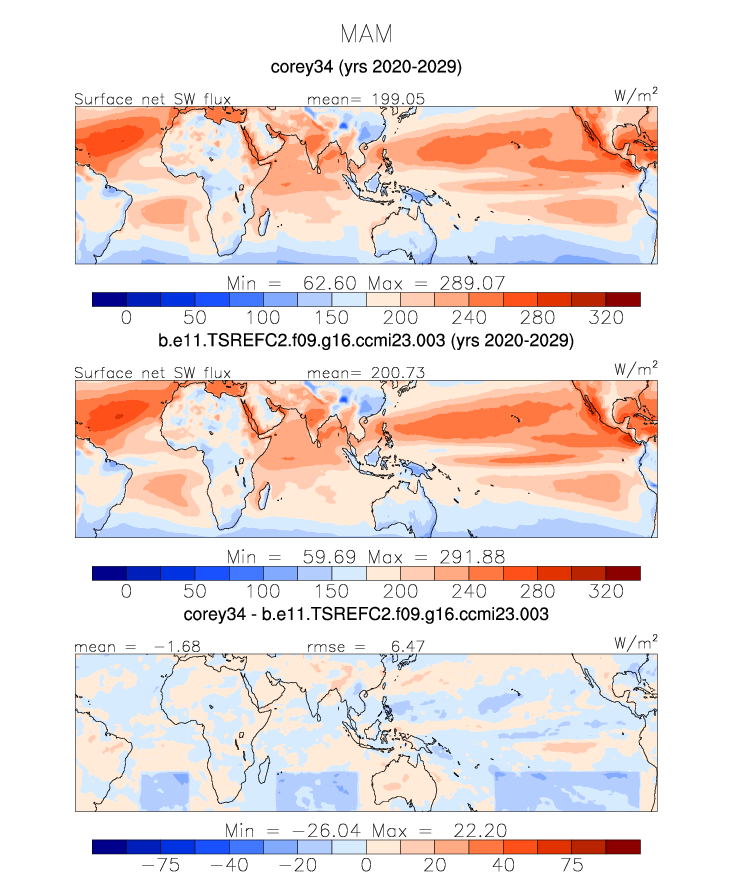 MAM
corey34 (yrs 2020-2029)
Surface net SW flux mean= 199.05 W/m²
Min = 62.60 Max = 289.07
0 50 100 150 200 240 280 320
b.e11.TSREFC2.f09.g16.ccmi23.003 (yrs 2020-2029)
Surface net SW flux mean= 200.73 W/m²
Min = 59.69 Max = 291.88
0 50 100 150 200 240 280 320
corey34 - b.e11.TSREFC2.f09.g16.ccmi23.003
mean = −1.68 rmse = 6.47 W/m²
Min = −26.04 Max = 22.20
−75 −40 −20 0 20 40 75